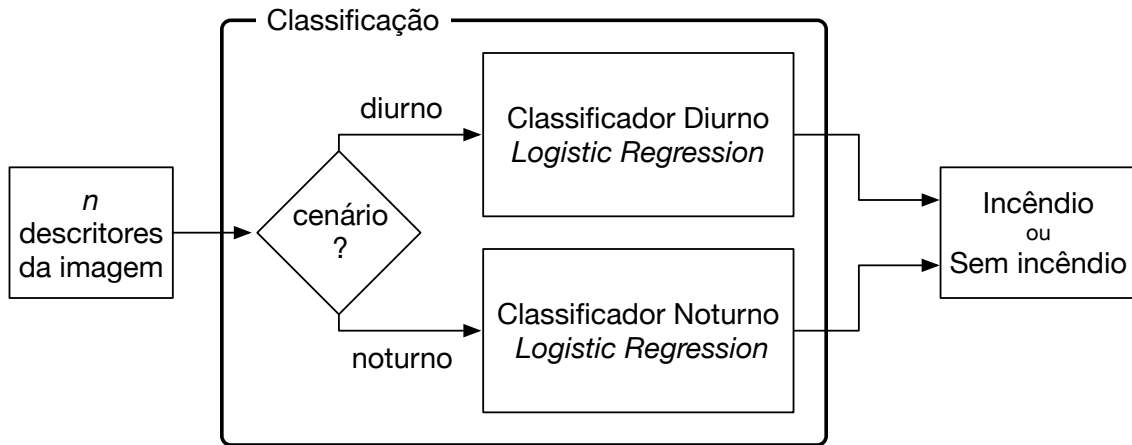 Classificação
n
descritores
da imagem
cenário
?
diurno
Classificador Diurno
Logistic Regression
noturno
Classificador Noturno
Logistic Regression
Incêndio
ou
Sem incêndio